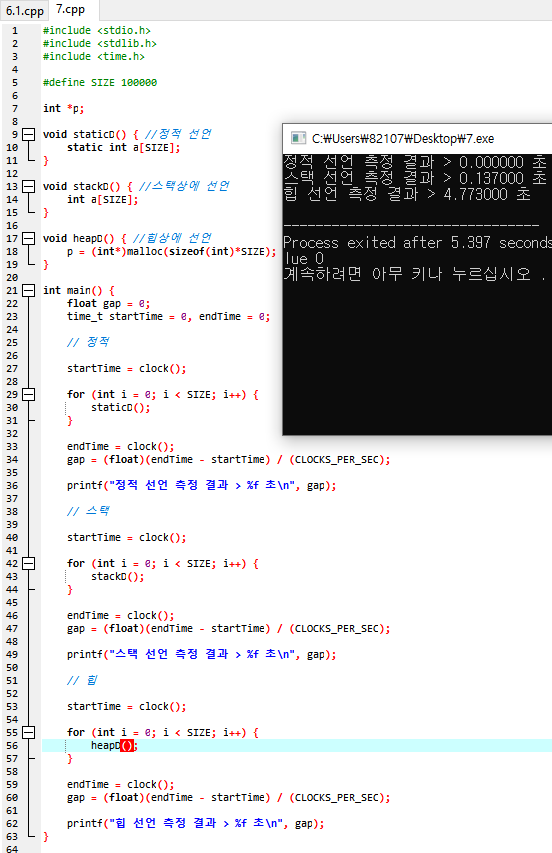 6.1.cpp 7.cpp
1 #include <stdio.h>
2 #include <stdlib.h>
3 #include <time.h>
4
5 #define SIZE 100000
6
7 int *p;
8
9 void staticD() { //정적 선언
10 static int a[SIZE];
11 }
12
13 void stackD() { //스택상에 선언
14 int a[SIZE];
15 }
16
17 void heapD() { //힙상에 선언
18 p = (int*)malloc(sizeof(int)*SIZE);
19 }
20
21 int main() {
22 float gap = 0;
23 time_t startTime = 0, endTime = 0;
24
25 // 정적
26
27 startTime = clock();
28
29 for (int i = 0; i < SIZE; i++) {
30 staticD();
31 }
32
33 endTime = clock();
34 gap = (float)(endTime - startTime) / (CLOCKS_PER_SEC);
35
36 printf("정적 선언 측정 결과 > %f 초\n", gap);
37
38 // 스택
39
40 startTime = clock();
41
42 for (int i = 0; i < SIZE; i++) {
43 stackD();
44 }
45
46 endTime = clock();
47 gap = (float)(endTime - startTime) / (CLOCKS_PER_SEC);
48
49 printf("스택 선언 측정 결과 > %f 초\n", gap);
50
51 // 힙
52
53 startTime = clock();
54
55 for (int i = 0; i < SIZE; i++) {
56 heapD();
57 }
58
59 endTime = clock();
60 gap = (float)(endTime - startTime) / (CLOCKS_PER_SEC);
61
62 printf("힙 선언 측정 결과 > %f 초\n", gap);
63 }
64
C:₩Users₩82107₩Desktop₩7.exe
정적 선언 측정 결과 > 0.000000 초
스택 선언 측정 결과 > 0.137000 초
힙 선언 측정 결과 > 4.773000 초
--------------------------------
Process exited after 5.397 seconds
lue 0
계속하려면 아무 키나 누르십시오 .